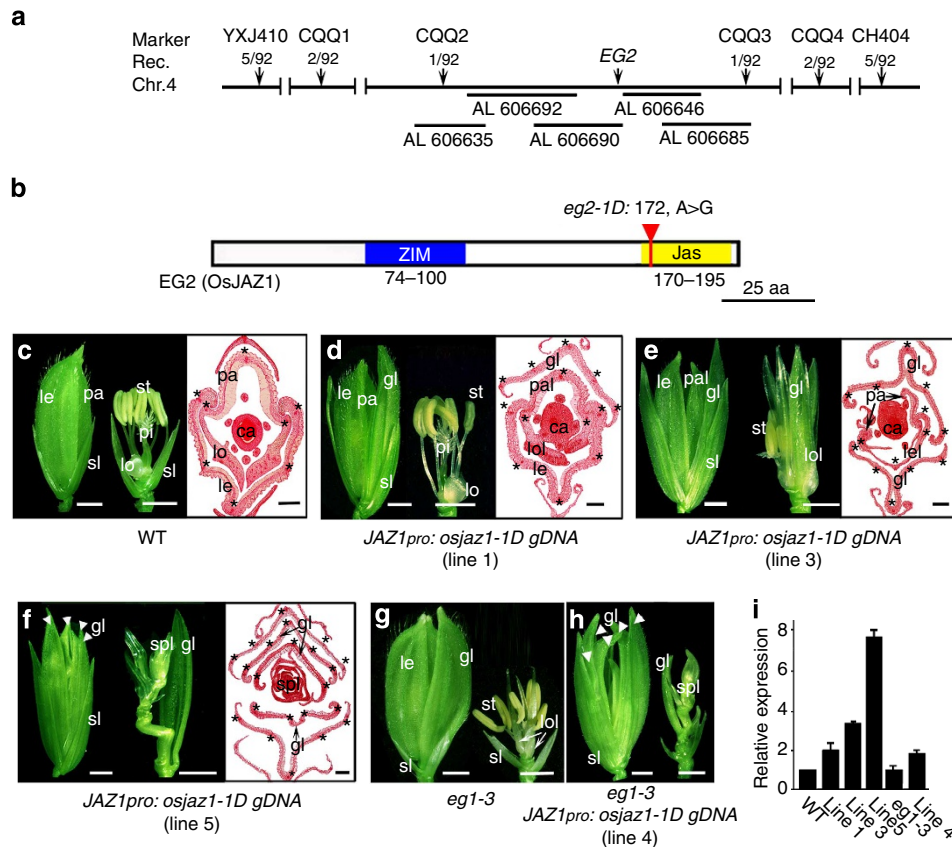 a
Marker YXJ410 CQQ1 CQQ2 EG2 CQQ3 CQQ4 CH404
Rec. 5/92 2/92 1/92 1/92 2/92 5/92
Chr.4
AL 606692 AL 606646
AL 606635 AL 606690 AL 606685
b
eg2-1D: 172, A>G
ZIM Jas
EG2 (OsJAZ1) 74–100 170–195
25 aa
c
le pa sl st pi lo sl
pa ca lo le
WT
d
le gl pa sl st pi lo
gl pal ca lol le
JAZ1pro: osjaz1-1D gDNA
(line 1)
e
le pal gl sl gl st lol
gl pa ca lel gl
JAZ1pro: osjaz1-1D gDNA
(line 3)
f
gl sl spl gl
gl spl gl
JAZ1pro: osjaz1-1D gDNA
(line 5)
g
le gl sl st lol
eg1-3
h
gl gl spl sl
eg1-3
JAZ1pro: osjaz1-1D gDNA
(line 4)
i
Relative expression
8
6
4
2
0
WT
Line 1
Line 3
Line5
eg1-3
Line 4